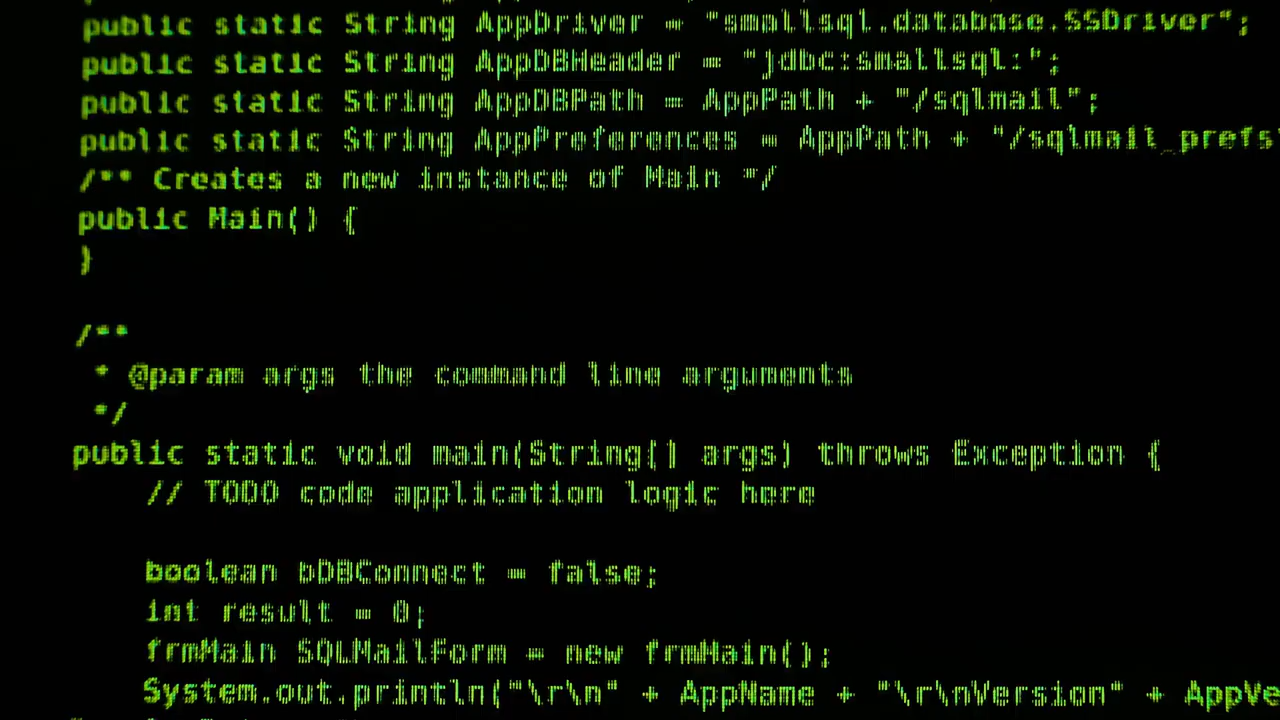 public static String AppDriver = "smallsql.database.SSDriver";
public static String AppDBHeader = "jdbc:smallsql:";
public static String AppDBPath = AppPath + "/sqlmail";
public static String AppPreferences = AppPath + "/sqlmail_prefs
/** Creates a new instance of Main */
public Main() {
}
/**
* @param args the command line arguments
*/
public static void main(String[] args) throws Exception {
// TODO code application logic here
boolean bDBConnect = false;
int result = 0;
frmMain SQLMailForm = new frmMain();
System.out.println("\r\n" + AppName + "\r\nVersion" + AppVe